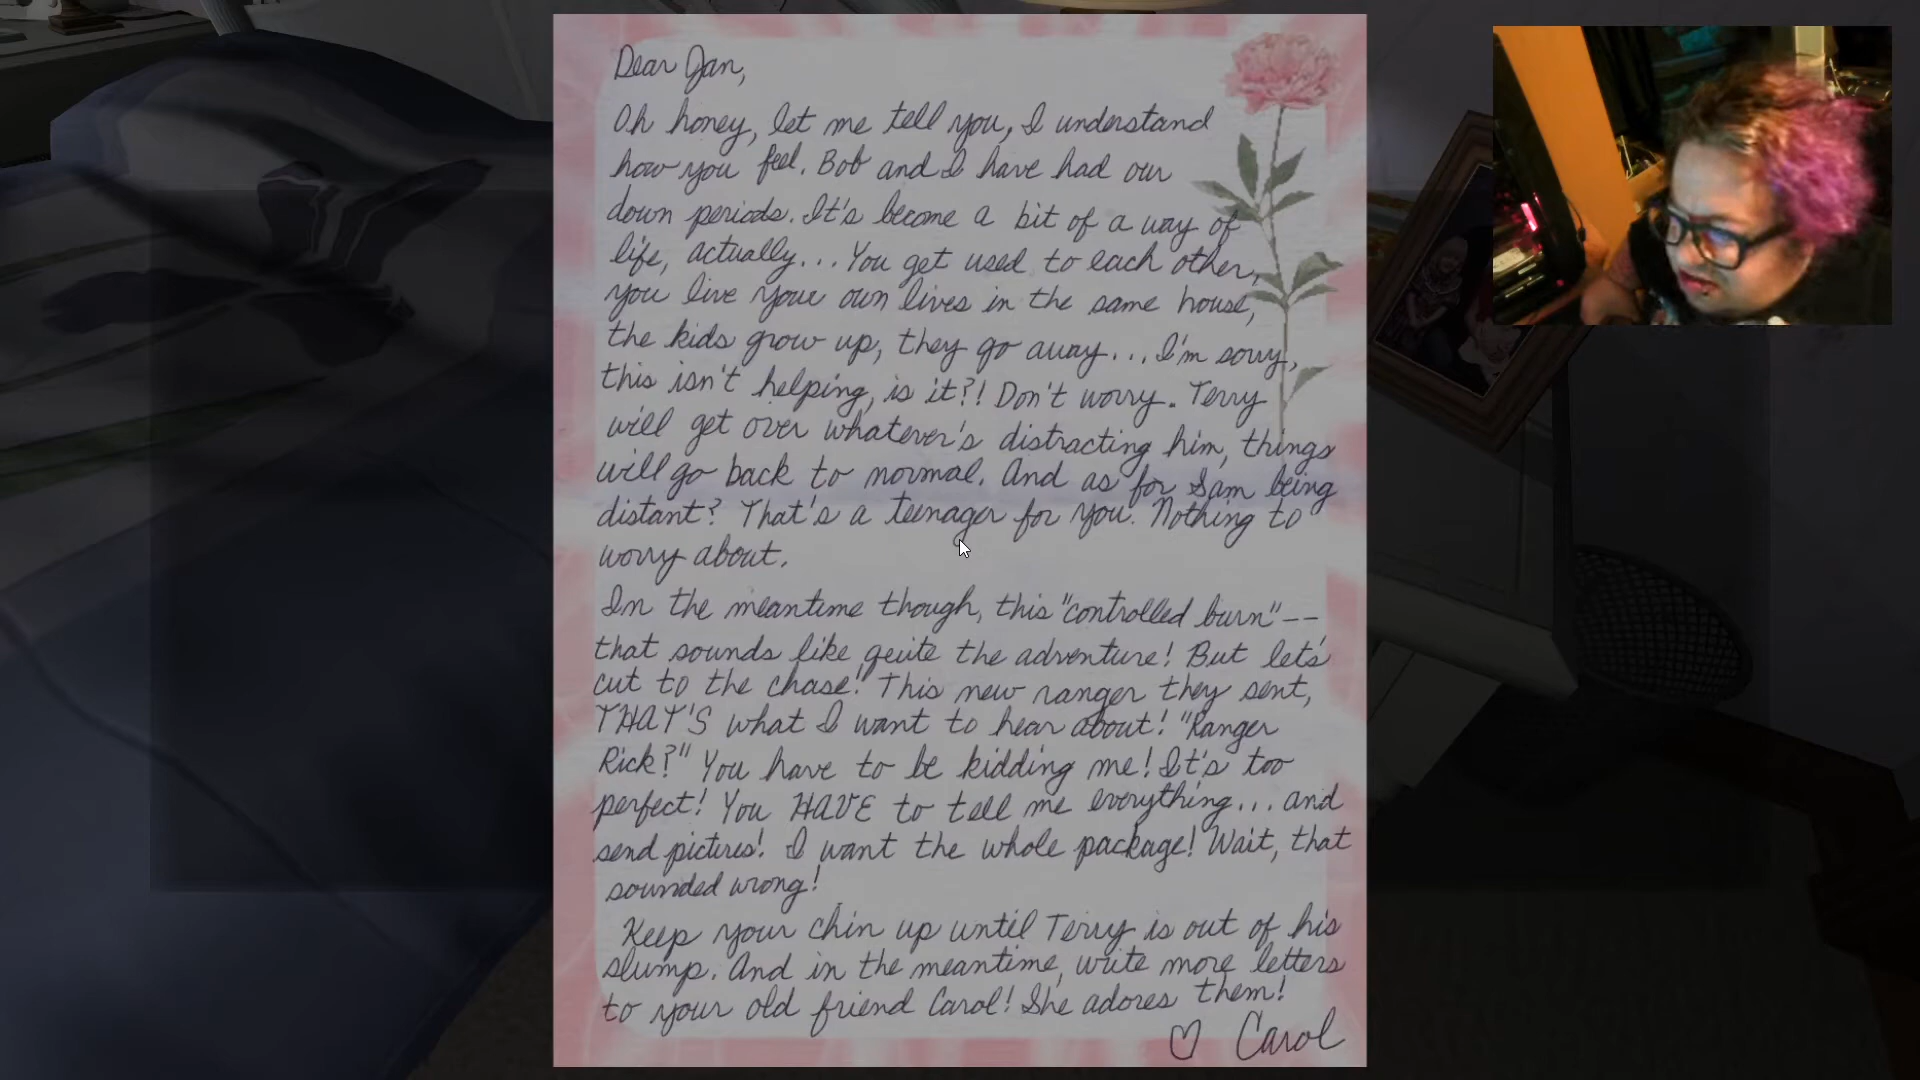 Dear Jan,
Oh honey, let me tell you, I understand
how you feel. Bob and I have had our
down periods. It's become a bit of a way of
life, actually... You get used to each other,
you live your own lives in the same house,
the kids grow up, they go away... I'm sorry,
this isn't helping, is it?! Don't worry. Terry
will get over whatever's distracting him, things
will go back to normal. And as for Sam being
distant? That's a teenager for you. Nothing to
worry about.
In the meantime though, this "controlled burn"--
that sounds like quite the adventure! But let's
cut to the chase! This new ranger they sent,
THAT'S what I want to hear about! "Ranger
Rick?" You have to be kidding me! It's too
perfect! You HAVE to tell me everything... and
send pictures! I want the whole package! Wait, that
sounded wrong!
Keep your chin up until Terry is out of his
slump. And in the meantime, write more letters
to your old friend Carol! She adores them!
♡ Carol